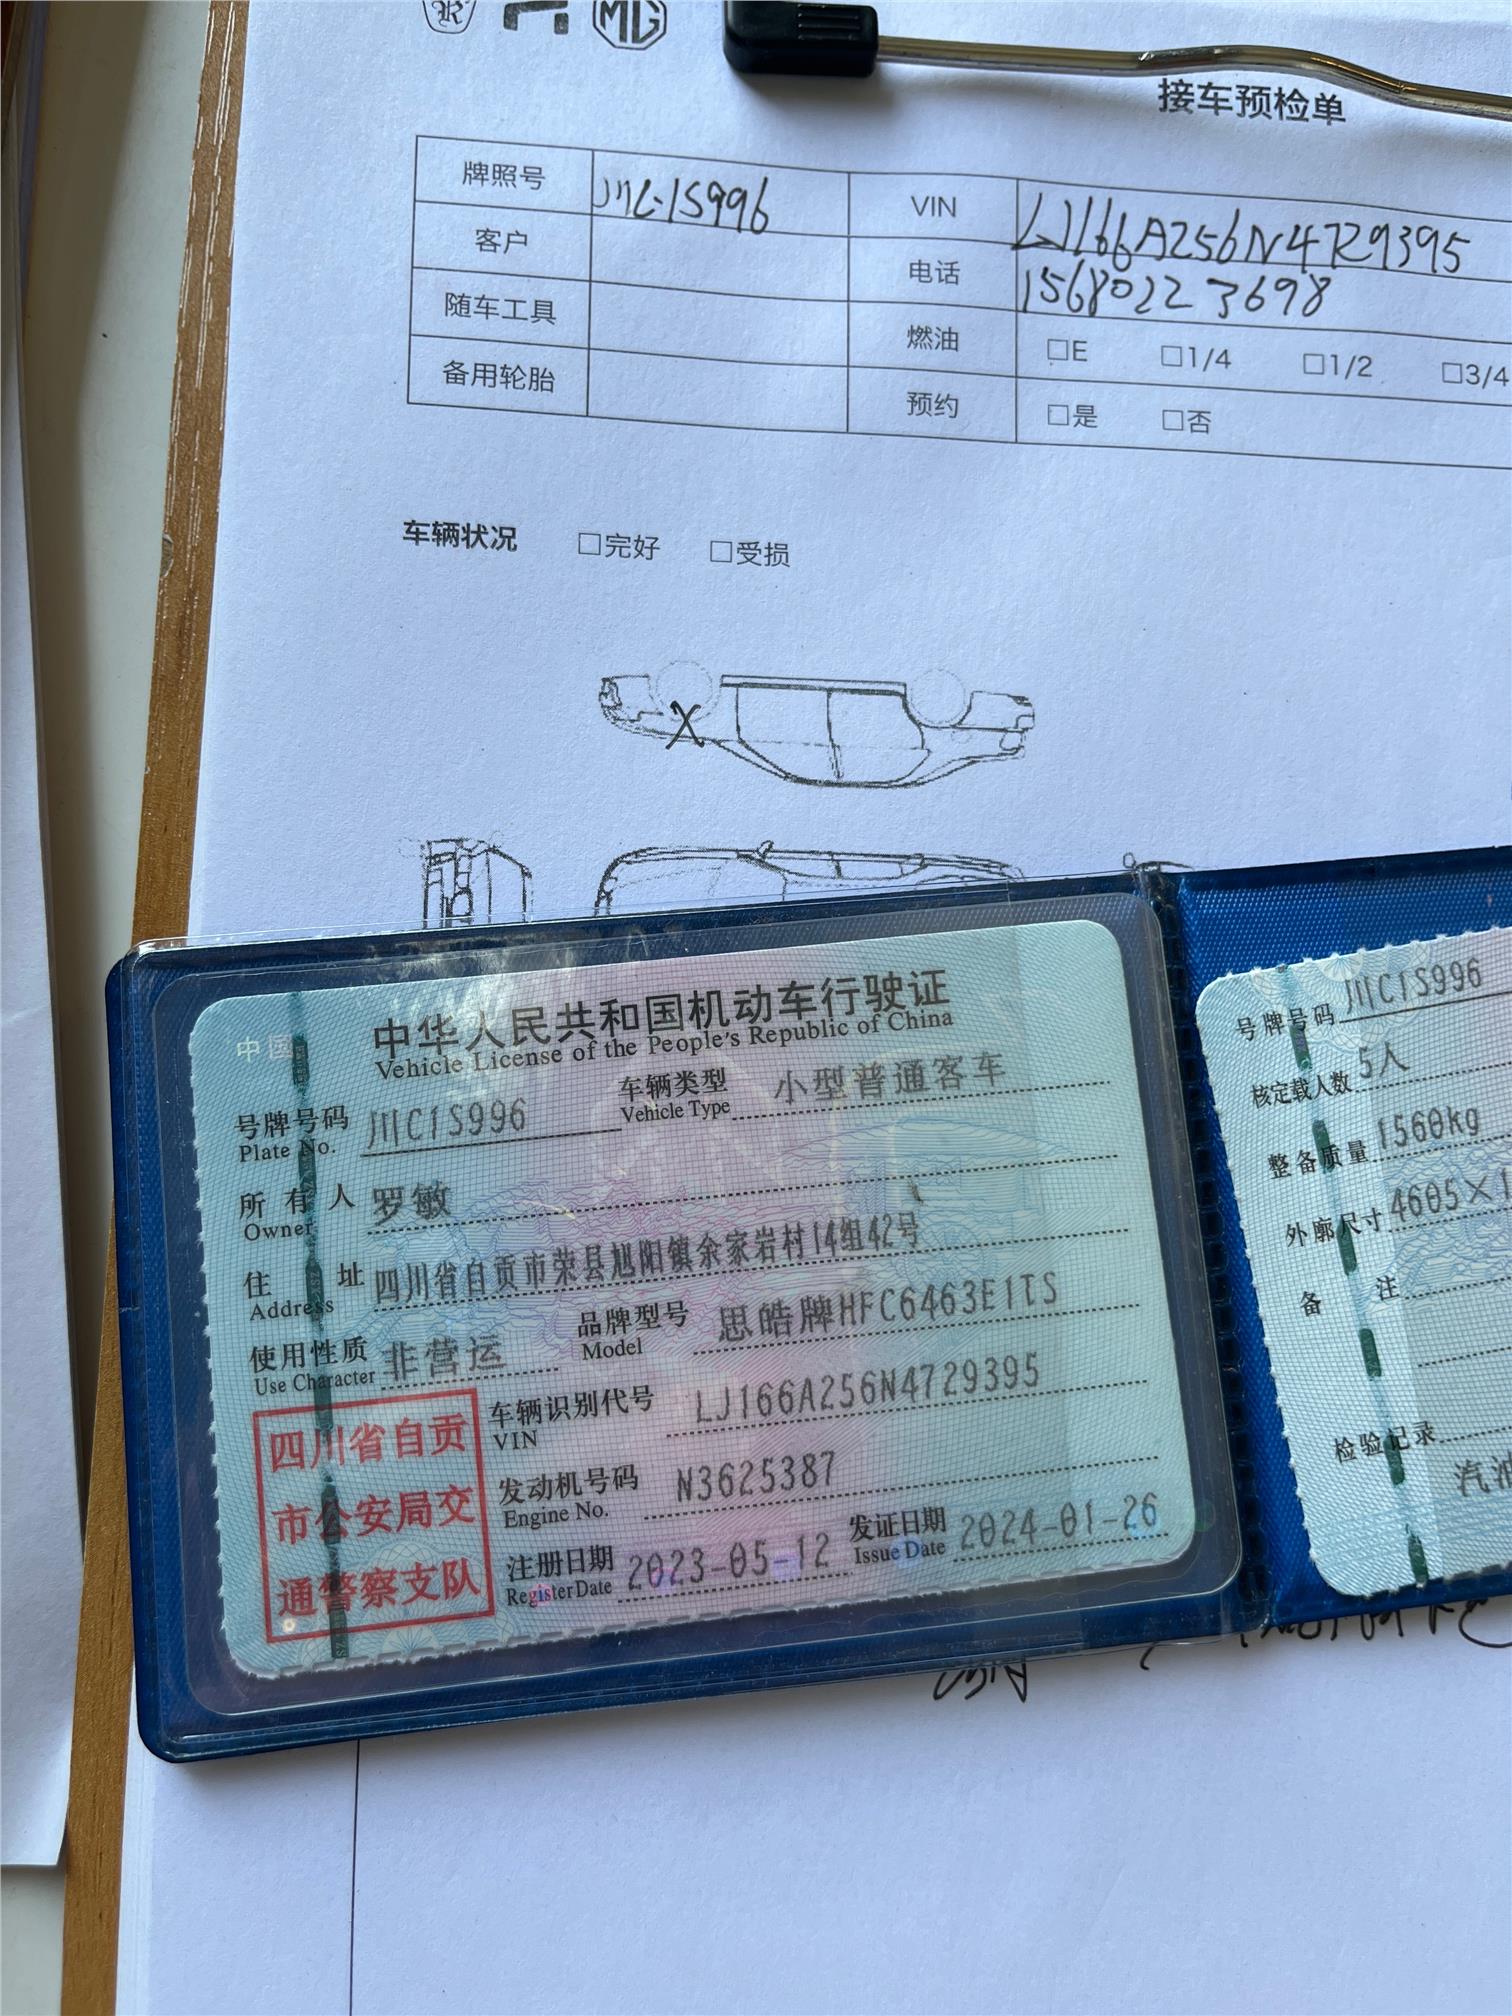 MG
接车预检单
牌照号 川C·1S996 VIN LJ166A256N4729395
客户 电话 15680223698
随车工具 燃油 □E □1/4 □1/2 □3/4
备用轮胎 预约 □是 □否
车辆状况 □完好 □受损
X
中国
中华人民共和国机动车行驶证
Vehicle License of the People's Republic of China
号牌号码 川C1S996 车辆类型 小型普通客车
Plate No. Vehicle Type
所有人 罗敏
Owner
住址 四川省自贡市荣县旭阳镇余家岩村14组42号
Address
使用性质 非营运 品牌型号 思皓牌HFC6463E1TS
Use Character Model
四川省自贡
市公安局交
通警察支队
车辆识别代号 LJ166A256N4729395
VIN
发动机号码 N3625387
Engine No.
注册日期 2023-05-12 发证日期 2024-01-26
Register Date Issue Date
号牌号码 川C1S996
核定载人数 5人
整备质量 1560kg
外廓尺寸 4605×1
备注
检验记录
汽油